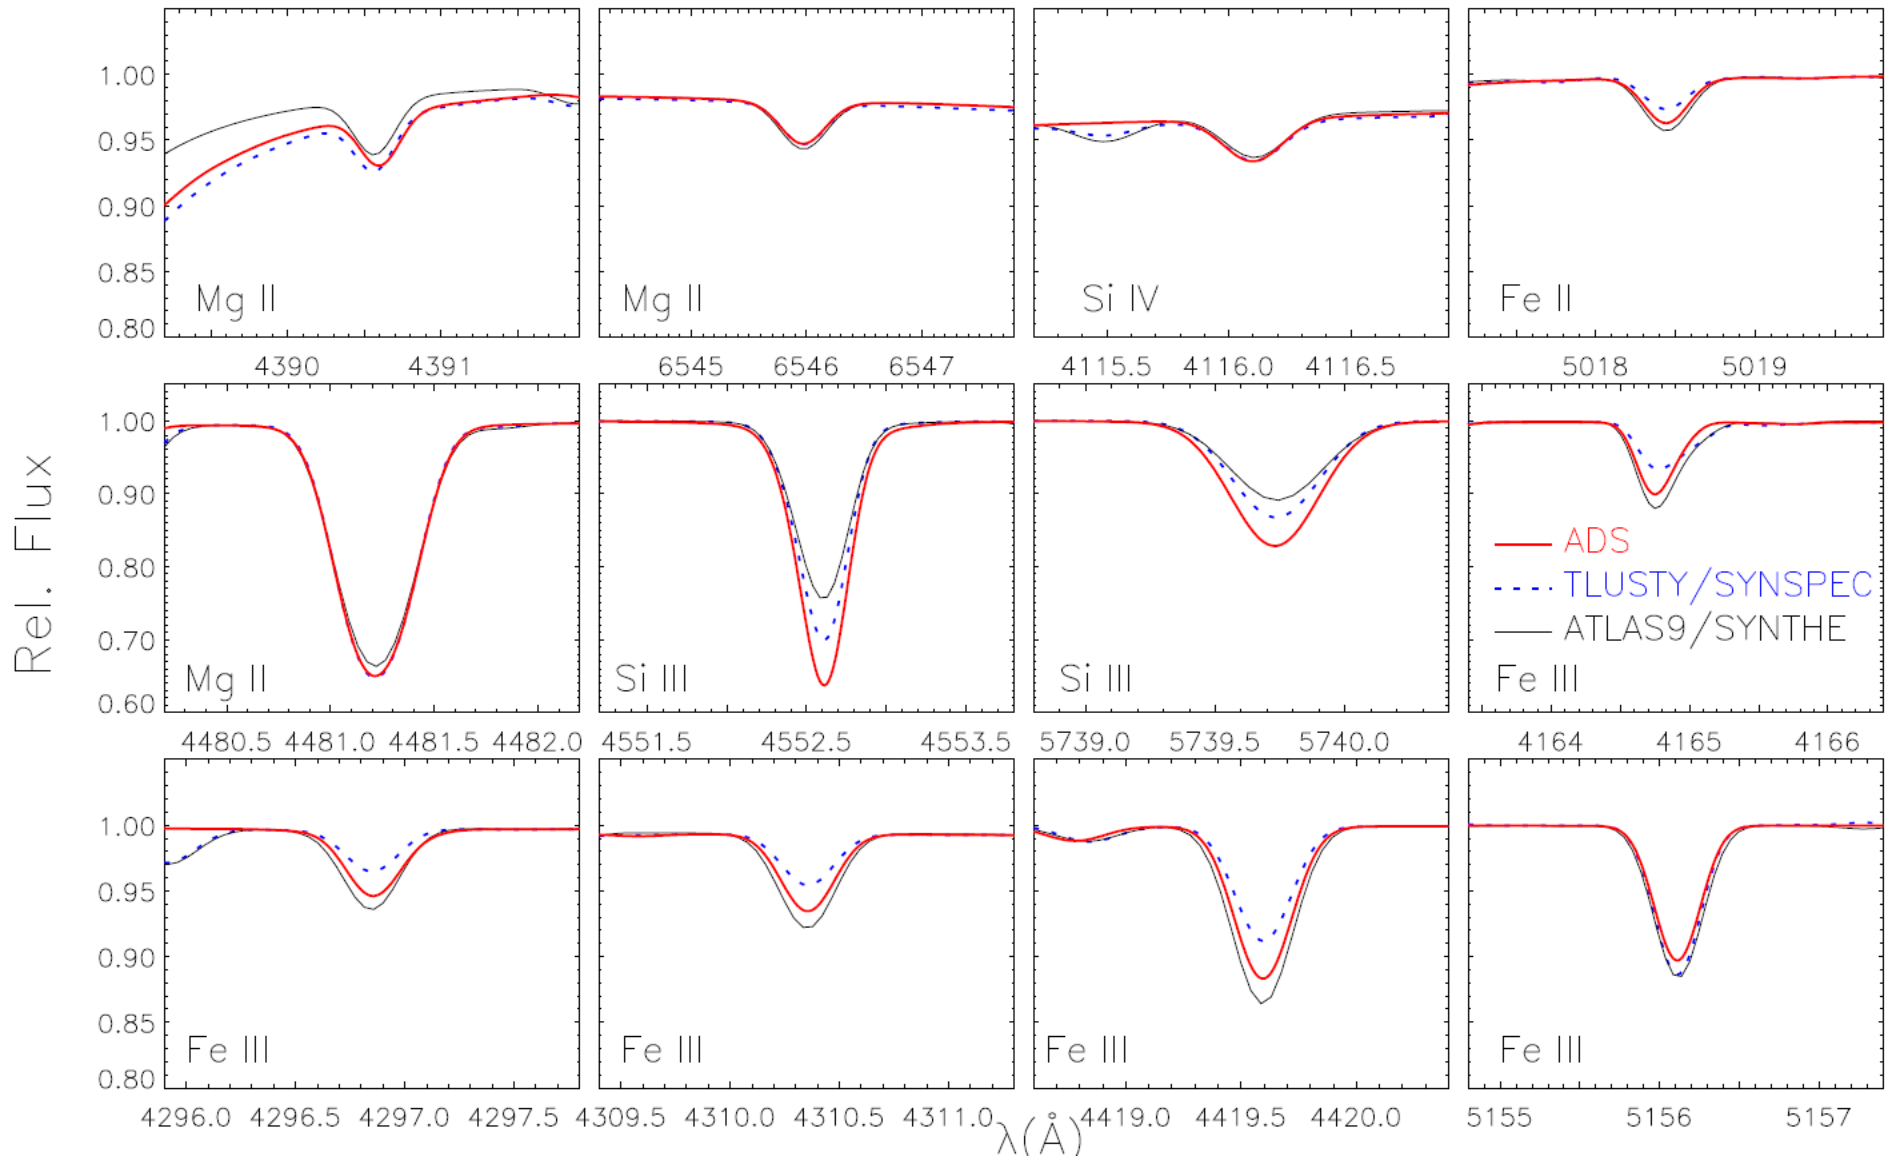 1.00
0.95
0.90
0.85
0.80
Mg II
Mg II
Si IV
Fe II
4390 4391
6545 6546 6547
4115.5 4116.0 4116.5
5018 5019
Rel. Flux
1.00
0.90
0.80
0.70
0.60
Mg II
Si III
Si III
ADS
TLUSTY/SYNSPEC
ATLAS9/SYNTHE
Fe III
4480.5 4481.0 4481.5 4482.0
4551.5 4552.5 4553.5
5739.0 5739.5 5740.0
4164 4165 4166
1.00
0.95
0.90
0.85
0.80
Fe III
Fe III
Fe III
Fe III
4296.0 4296.5 4297.0 4297.5
4309.5 4310.0 4310.5 4311.0
4419.0 4419.5 4420.0
5155 5156 5157
λ(Å)